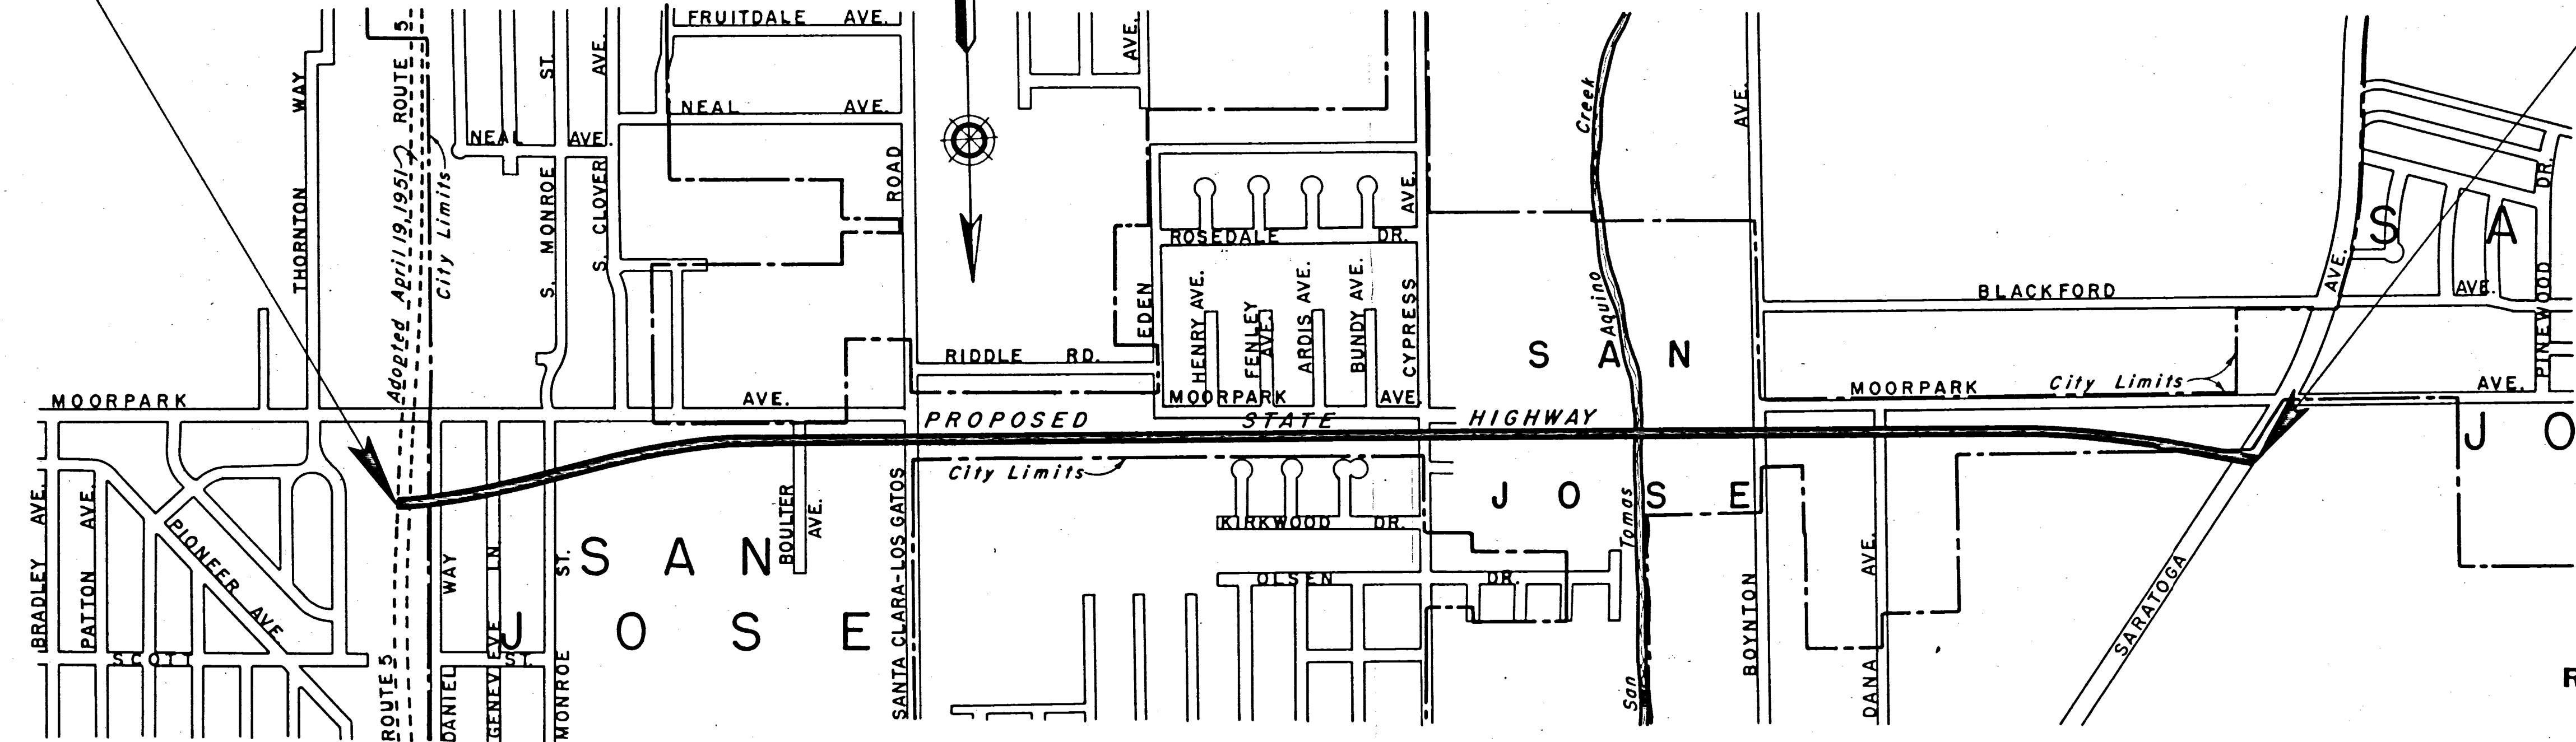 FRUITDALE AVE.
THORNTON WAY
Adopted April 19, 1951
ROUTE 5
City Limits
NEAL AVE.
S. MONROE ST.
S. CLOVER AVE.
NEAL AVE.
ROAD
AVE.
EDEN
ROSEDALE DR.
HENRY AVE.
FENLEY AVE.
ARDIS AVE.
BUNDY AVE.
CYPRESS AVE.
Creek
Aquino
AVE.
SAN
BLACKFORD AVE.
AVE.
SA
DR.
PINEWOOD
RIDDLE RD.
MOORPARK AVE.
MOORPARK AVE.
MOORPARK AVE.
City Limits
PROPOSED STATE HIGHWAY
City Limits
JO
BRADLEY AVE.
PATTON AVE.
PIONEER AVE.
SCOTT ST.
ROUTE 5
DANIEL WAY
GENEVIEVE LN.
MONROE ST.
SAN
JOSE
BOULTER AVE.
SANTA CLARA-LOS GATOS
KIRKWOOD DR.
OLSEN DR.
JOSE
San Tomas
BOYNTON
DANA AVE.
SARATOGA
R